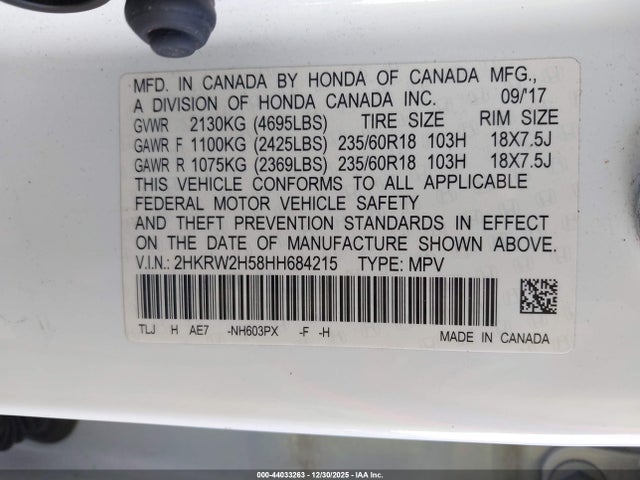 MFD. IN CANADA BY HONDA OF CANADA MFG.,
A DIVISION OF HONDA CANADA INC. 09/'17
GVWR 2130KG (4695LBS) TIRE SIZE RIM SIZE
GAWR F 1100KG (2425LBS) 235/60R18 103H 18X7.5J
GAWR R 1075KG (2369LBS) 235/60R18 103H 18X7.5J
THIS VEHICLE CONFORMS TO ALL APPLICABLE
FEDERAL MOTOR VEHICLE SAFETY
AND THEFT PREVENTION STANDARDS IN EFFECT
ON THE DATE OF MANUFACTURE SHOWN ABOVE.
V.I.N.: 2HKRW2H58HH684215 TYPE: MPV
TLJ H AE7 -NH603PX -F -H MADE IN CANADA
000-44033263 - 12/30/2025 - IAA Inc.